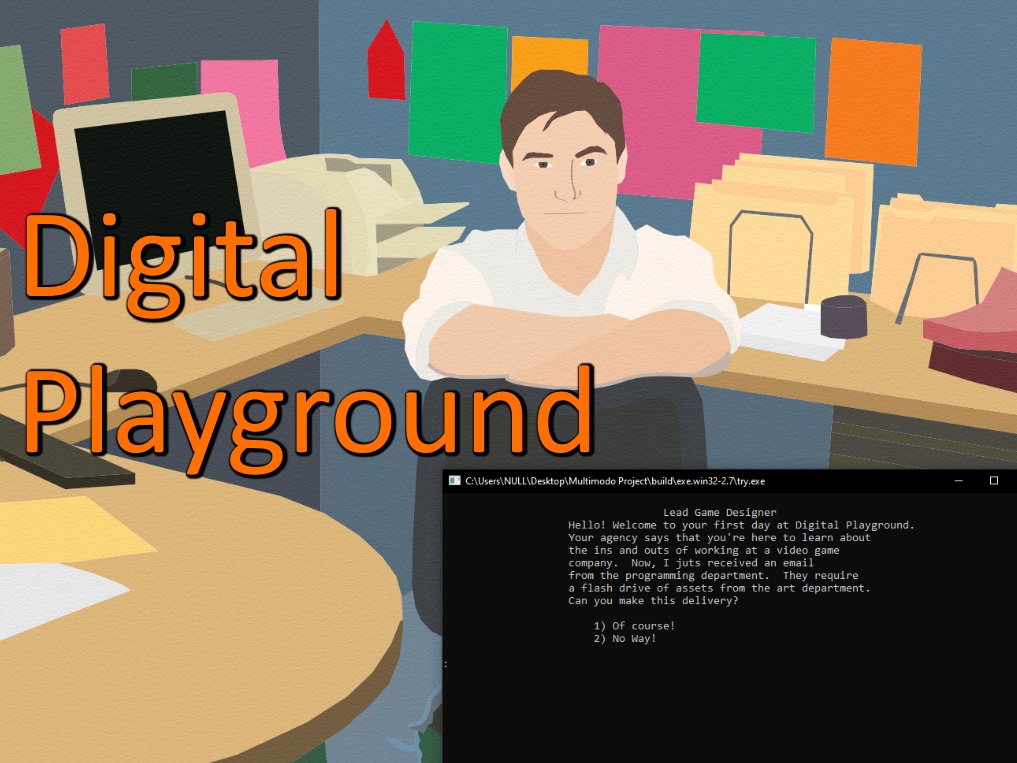 Digital
Playground
C:\Users\NULL\Desktop\Multimodo Project\build\exe.win32-2.7\try.exe
Lead Game Designer
Hello! Welcome to your first day at Digital Playground.
Your agency says that you're here to learn about
the ins and outs of working at a video game
company.  Now, I juts received an email
from the programming department.  They require
a flash drive of assets from the art department.
Can you make this delivery?
1) Of course!
2) No Way!
: